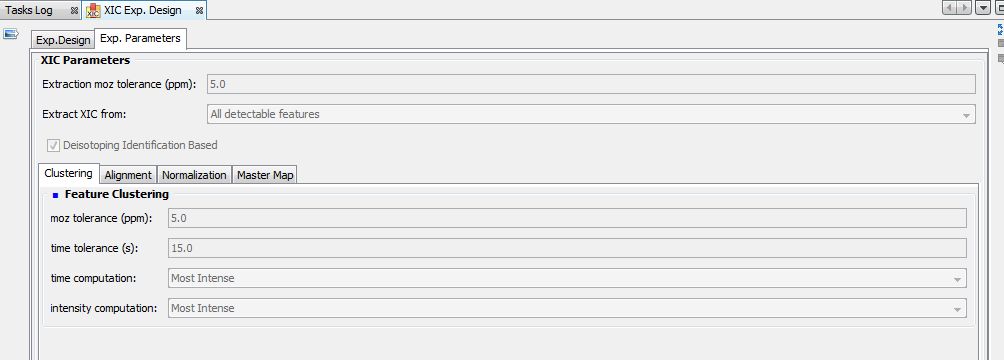 Tasks Log XIC Exp. Design
XIC
Exp.Design Exp. Parameters
XIC Parameters
Extraction moz tolerance (ppm): 5.0
Extract XIC from: All detectable features
Deisotoping Identification Based
Clustering Alignment Normalization Master Map
Feature Clustering
moz tolerance (ppm): 5.0
time tolerance (s): 15.0
time computation: Most Intense
intensity computation: Most Intense